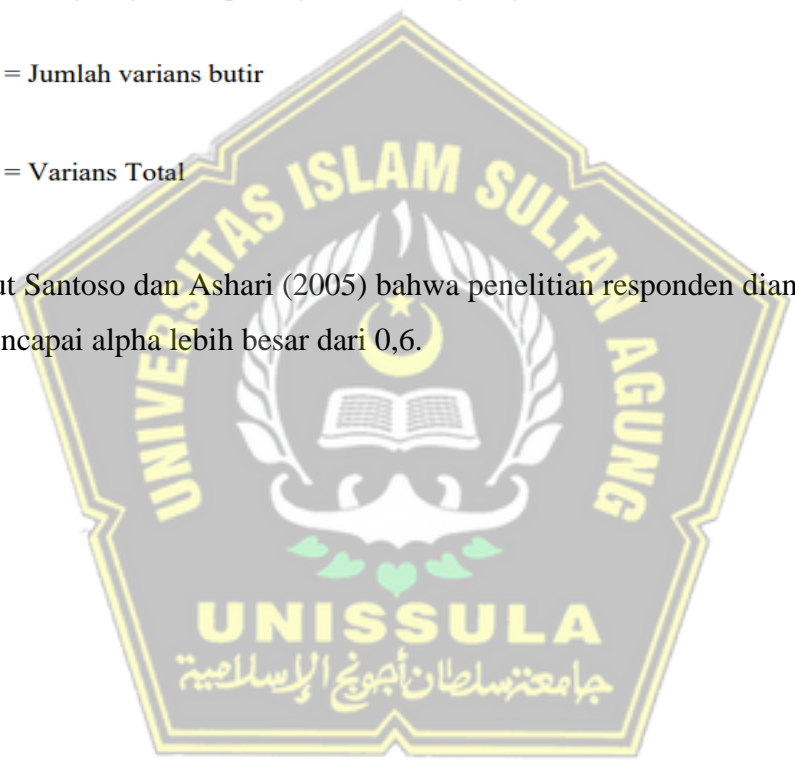 = Jumlah varians butir
= Varians Total
UNIVERSITAS ISLAM SULTAN AGUNG
ut Santoso dan Ashari (2005) bahwa penelitian responden dian
ncapai alpha lebih besar dari 0,6.
UNISSULA
جامعة سلطان أجونج الإسلامية